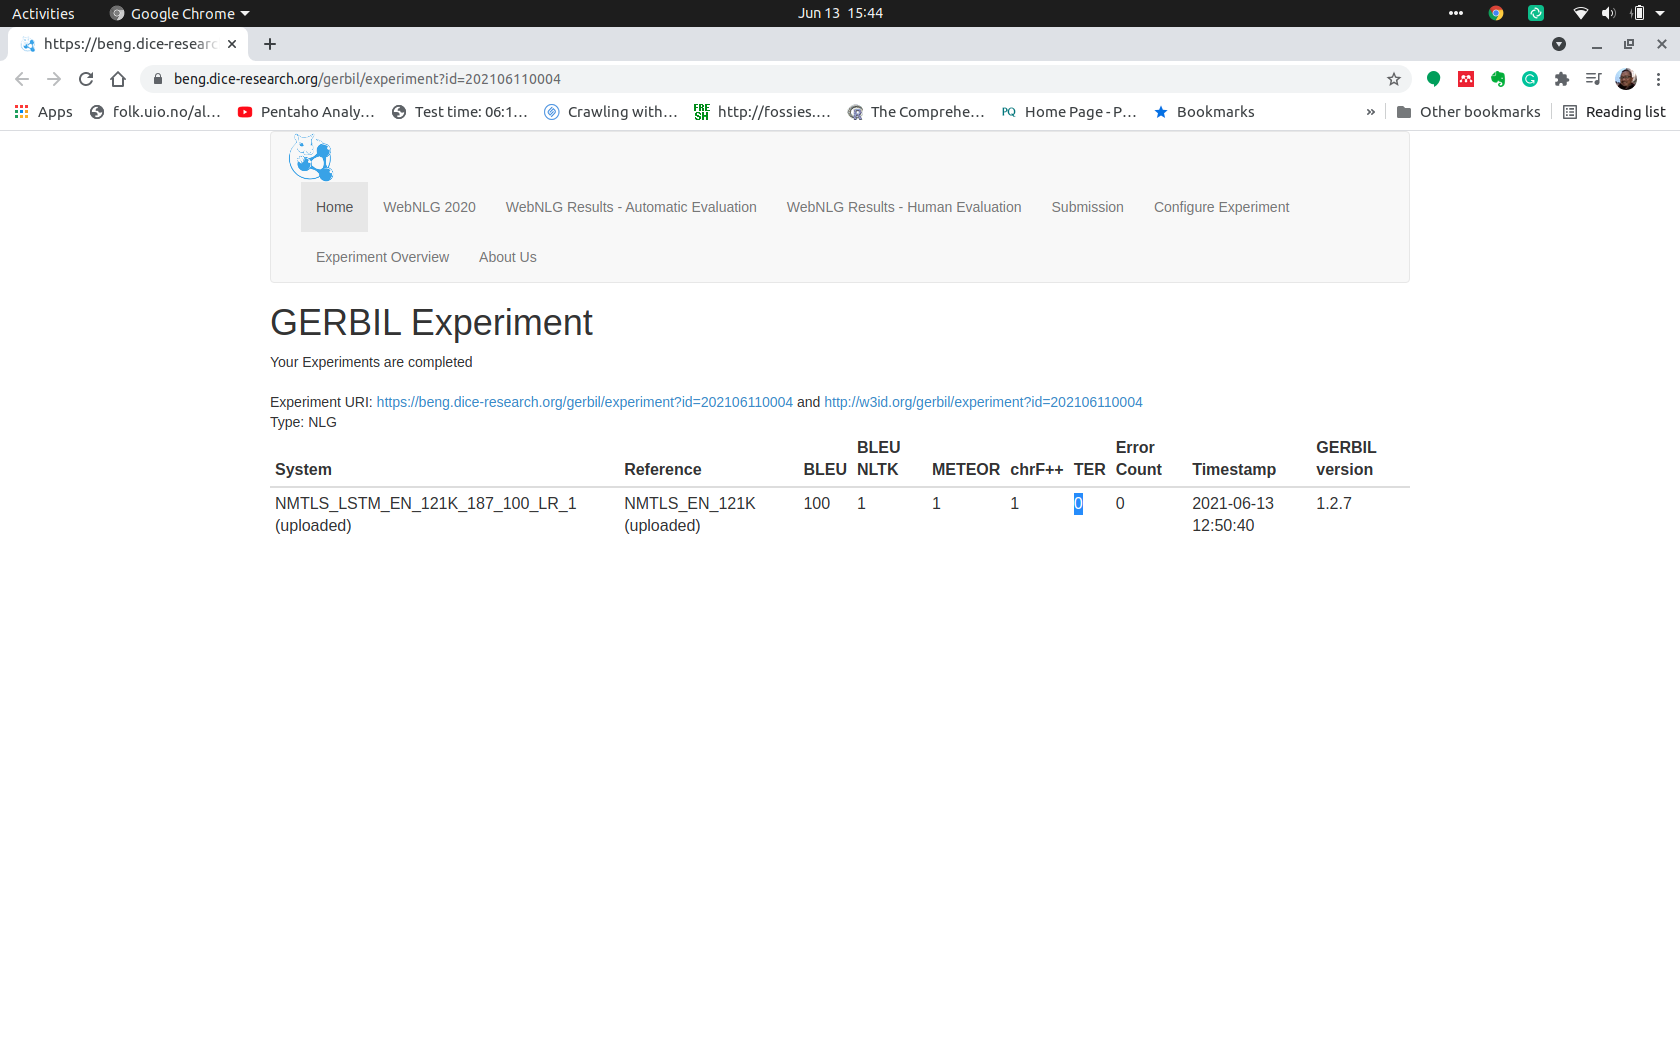 Activities Google Chrome Jun 13 15:44
https://beng.dice-researc
beng.dice-research.org/gerbil/experiment?id=202106110004
Apps folk.uio.no/al… Pentaho Analy… Test time: 06:1… Crawling with… FRE SH http://fossies.… The Comprehe… PQ Home Page - P… Bookmarks » Other bookmarks Reading list
Home WebNLG 2020 WebNLG Results - Automatic Evaluation WebNLG Results - Human Evaluation Submission Configure Experiment
Experiment Overview About Us
GERBIL Experiment
Your Experiments are completed
Experiment URI: https://beng.dice-research.org/gerbil/experiment?id=202106110004 and http://w3id.org/gerbil/experiment?id=202106110004
Type: NLG
BLEU Error GERBIL
System Reference BLEU NLTK METEOR chrF++ TER Count Timestamp version
NMTLS_LSTM_EN_121K_187_100_LR_1 NMTLS_EN_121K 100 1 1 1 0 0 2021-06-13 1.2.7
(uploaded) (uploaded) 12:50:40